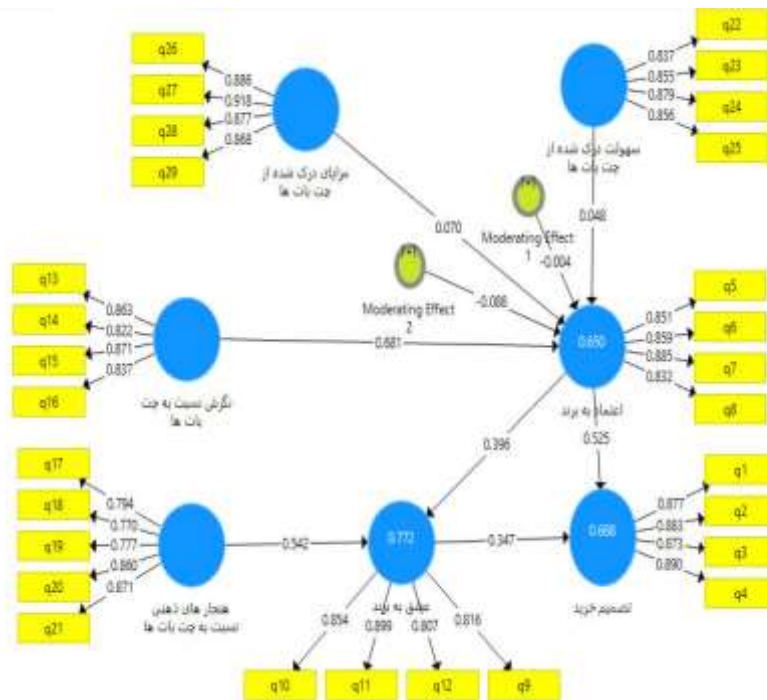 q26
q27
q28
q29
0.886
0.918
0.877
0.868
مزایای درک شده از
چت بات ها
q22
q23
q24
q25
0.837
0.855
0.879
0.856
سهولت درک شده از
چت بات ها
0.070
0.048
Moderating Effect
1
-0.004
Moderating Effect
2
-0.088
q13
q14
q15
q16
0.863
0.822
0.871
0.837
نگرش نسبت به چت
بات ها
0.681
0.650
اعتماد به برند
q5
q6
q7
q8
0.851
0.859
0.885
0.832
0.396
0.525
q17
q18
q19
q20
q21
0.794
0.770
0.777
0.860
0.871
هنجار های ذهنی
نسبت به چت بات ها
0.542
0.772
عشق به برند
0.347
0.668
تصمیم خرید
q1
q2
q3
q4
0.877
0.883
0.873
0.890
0.854
0.899
0.807
0.816
q10
q11
q12
q9